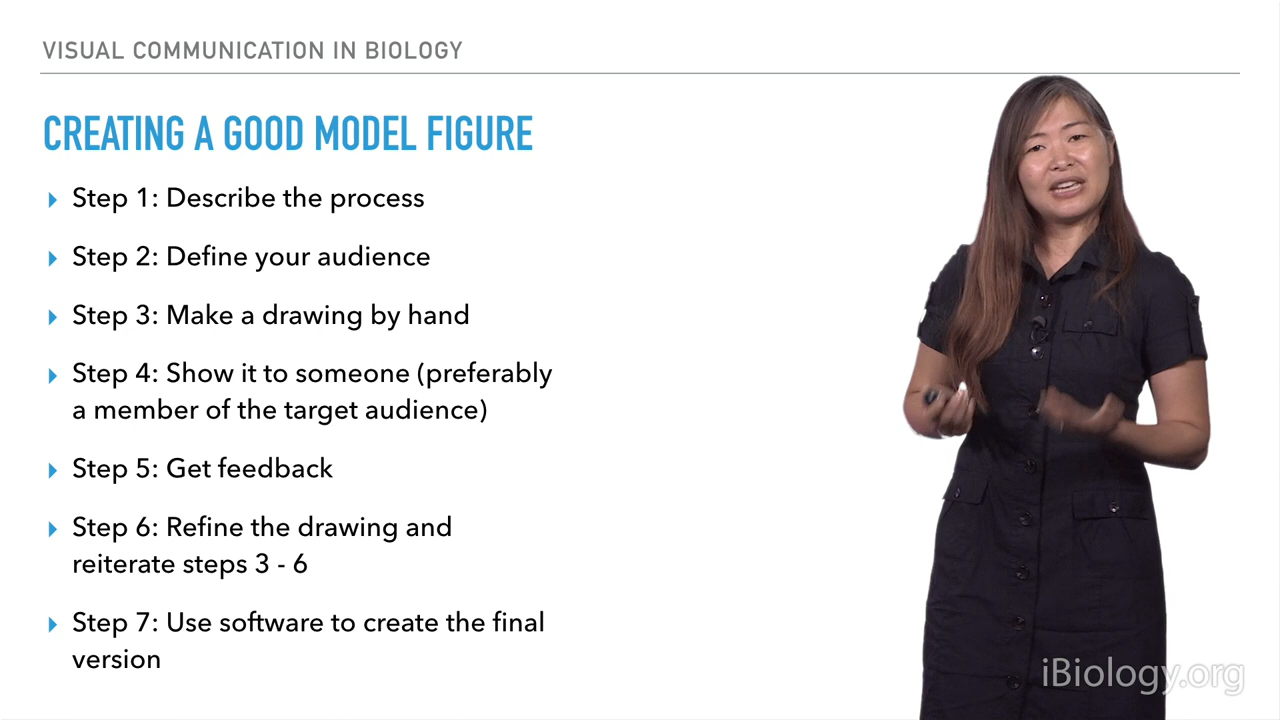 VISUAL COMMUNICATION IN BIOLOGY
CREATING A GOOD MODEL FIGURE
Step 1: Describe the process
Step 2: Define your audience
Step 3: Make a drawing by hand
Step 4: Show it to someone (preferably
a member of the target audience)
Step 5: Get feedback
Step 6: Refine the drawing and
reiterate steps 3 - 6
Step 7: Use software to create the final
version
iBiology.org